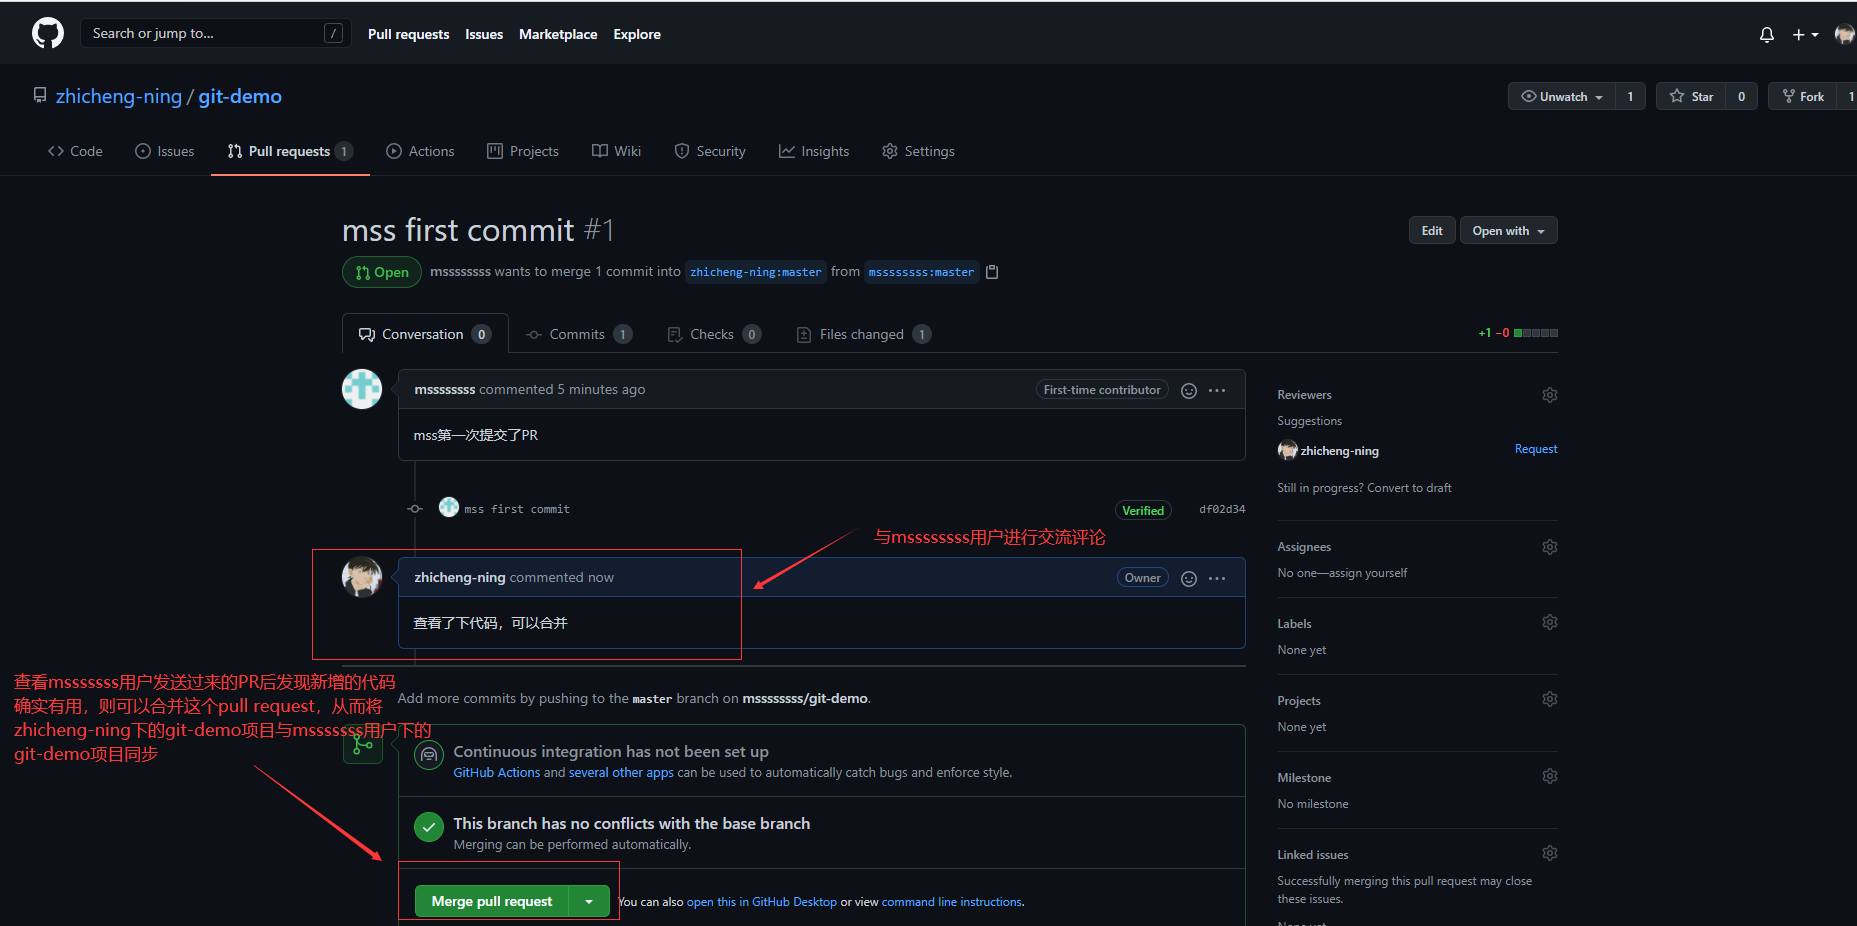 Search or jump to... /
Pull requests Issues Marketplace Explore
zhicheng-ning / git-demo
Unwatch 1 Star 0 Fork 1
Code Issues Pull requests 1 Actions Projects Wiki Security Insights Settings
mss first commit #1
Edit Open with
Open mssssssss wants to merge 1 commit into zhicheng-ning:master from mssssssss:master
Conversation 0 Commits 1 Checks 0 Files changed 1
+1 −0
mssssssss commented 5 minutes ago First-time contributor
mss第一次提交了PR
mss first commit Verified df02d34
与mssssssss用户进行交流评论
zhicheng-ning commented now Owner
查看了下代码，可以合并
查看msssssss用户发送过来的PR后发现新增的代码
确实有用，则可以合并这个pull request，从而将
zhicheng-ning下的git-demo项目与msssssss用户下的
git-demo项目同步
Add more commits by pushing to the master branch on mssssssss/git-demo.
Continuous integration has not been set up
GitHub Actions and several other apps can be used to automatically catch bugs and enforce style.
This branch has no conflicts with the base branch
Merging can be performed automatically.
Merge pull request
You can also open this in GitHub Desktop or view command line instructions.
Reviewers
Suggestions
zhicheng-ning Request
Still in progress? Convert to draft
Assignees
No one—assign yourself
Labels
None yet
Projects
None yet
Milestone
No milestone
Linked issues
Successfully merging this pull request may close
these issues.
None yet